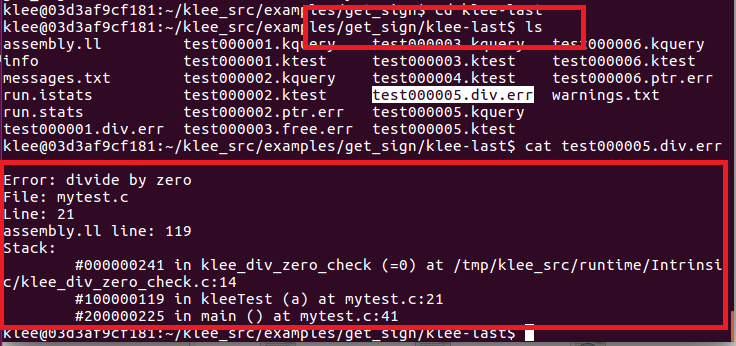 klee@03d3af9cf181:~/klee_src/examples/get_sign$ cd klee-last
klee@03d3af9cf181:~/klee_src/examples/get_sign/klee-last$ ls
assembly.ll test000001.kquery test000003.kquery test000006.kquery
info test000001.ktest test000003.ktest test000006.ktest
messages.txt test000002.kquery test000004.ktest test000006.ptr.err
run.istats test000002.ktest test000005.div.err warnings.txt
run.stats test000002.ptr.err test000005.kquery
test000001.div.err test000003.free.err test000005.ktest
klee@03d3af9cf181:~/klee_src/examples/get_sign/klee-last$ cat test000005.div.err
Error: divide by zero
File: mytest.c
Line: 21
assembly.ll line: 119
Stack:
#000000241 in klee_div_zero_check (=0) at /tmp/klee_src/runtime/Intrinsi
c/klee_div_zero_check.c:14
#100000119 in kleeTest (a) at mytest.c:21
#200000225 in main () at mytest.c:41
klee@03d3af9cf181:~/klee_src/examples/get_sign/klee-last$